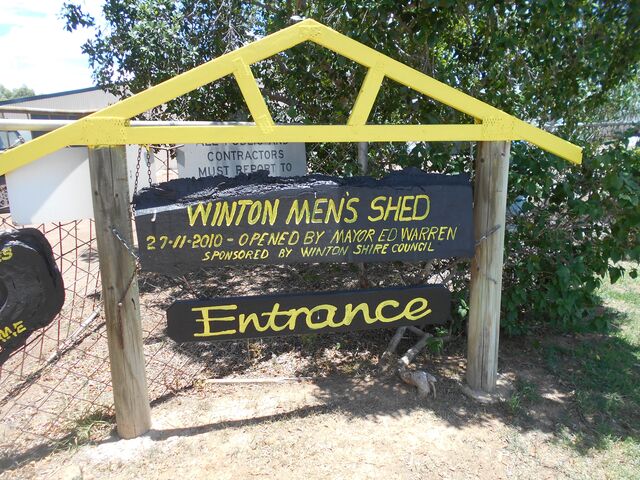 CONTRACTORS
MUST REPORT TO
WINTON MEN'S SHED
27-11-2010 - OPENED BY MAYOR ED WARREN
SPONSORED BY WINTON SHIRE COUNCIL
Entrance